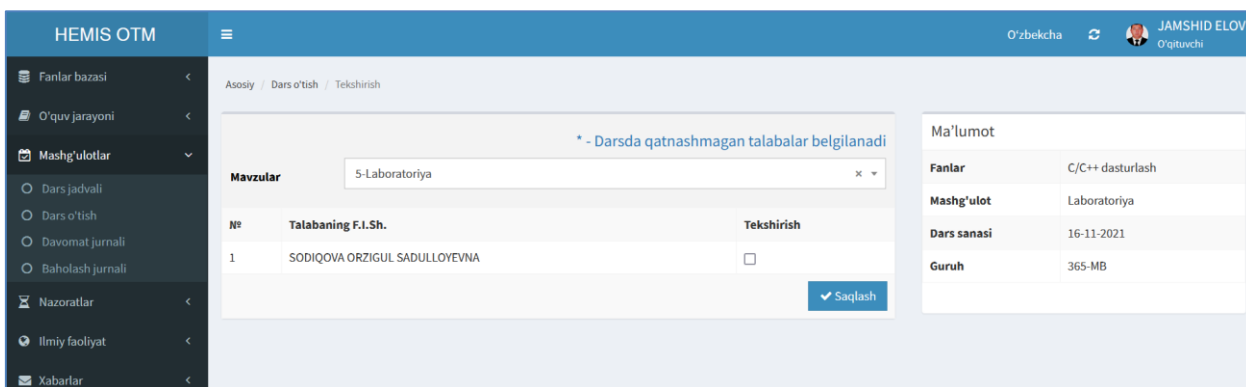 HEMIS OTM
O'zbekcha
JAMSHID ELOV
O'qituvchi
Fanlar bazasi
O'quv jarayoni
Mashg'ulotlar
Dars jadvali
Dars o'tish
Davomat jurnali
Baholash jurnali
Nazoratlar
Ilmiy faoliyat
Xabarlar
Asosiy / Dars o'tish / Tekshirish
* - Darsda qatnashmagan talabalar belgilanadi
Mavzular 5-Laboratoriya
№ Talabaning F.I.Sh. Tekshirish
1 SODIQOVA ORZIGUL SADULLOYEVNA
Saqlash
Ma'lumot
Fanlar C/C++ dasturlash
Mashg'ulot Laboratoriya
Dars sanasi 16-11-2021
Guruh 365-MB